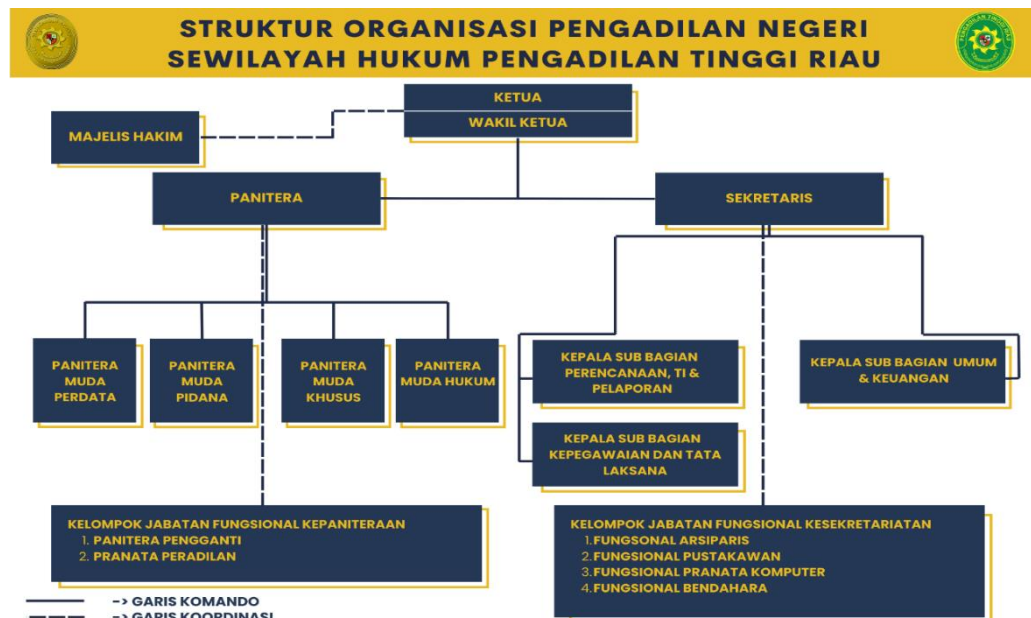 STRUKTUR ORGANISASI PENGADILAN NEGERI
SEWILAYAH HUKUM PENGADILAN TINGGI RIAU
KETUA
WAKIL KETUA
MAJELIS HAKIM
PANITERA
SEKRETARIS
PANITERA
MUDA
PERDATA
PANITERA
MUDA
PIDANA
PANITERA
MUDA
KHUSUS
PANITERA
MUDA HUKUM
KEPALA SUB BAGIAN
PERENCANAAN, TI &
PELAPORAN
KEPALA SUB BAGIAN UMUM
& KEUANGAN
KEPALA SUB BAGIAN
KEPEGAWAIAN DAN TATA
LAKSANA
KELOMPOK JABATAN FUNGSIONAL KEPANITERAAN
1. PANITERA PENGGANTI
2. PRANATA PERADILAN
KELOMPOK JABATAN FUNGSIONAL KESEKRETARIATAN
1. FUNGSONAL ARSIPARIS
2. FUNGSIONAL PUSTAKAWAN
3. FUNGSIONAL PRANATA KOMPUTER
4. FUNGSIONAL BENDAHARA
-> GARIS KOMANDO
-> GARIS KOORDINASI